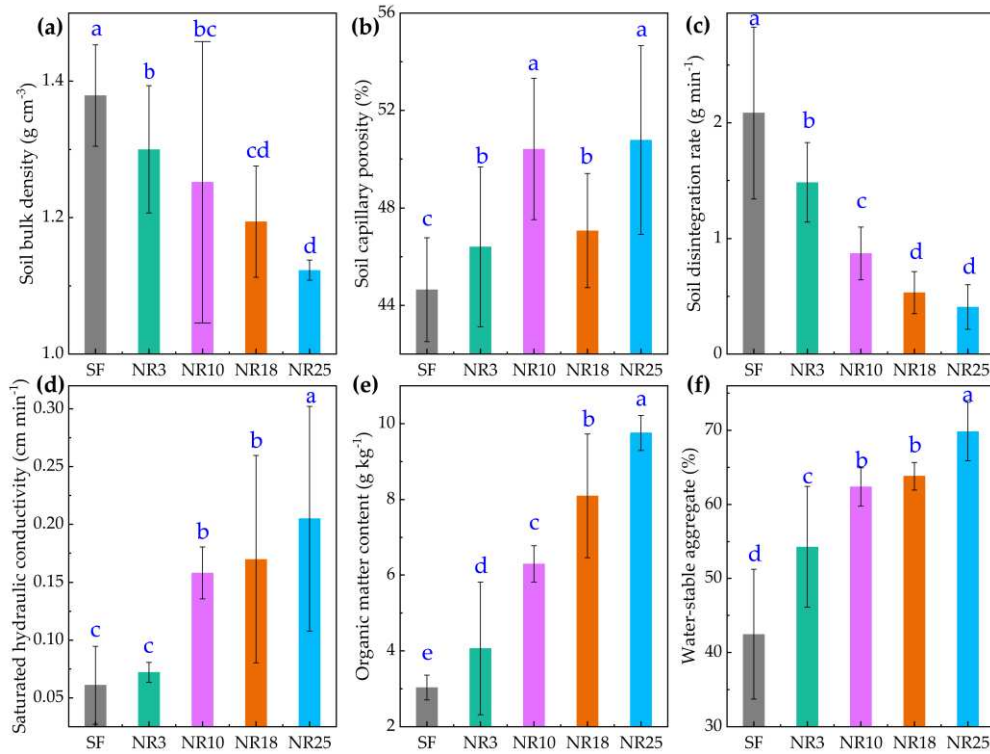 (a)
Soil bulk density (g cm⁻³)
1.4
1.2
1.0
a
b
bc
cd
d
SF NR3 NR10 NR18 NR25
(b)
Soil capillary porosity (%)
56
52
48
44
c
b
a
b
a
SF NR3 NR10 NR18 NR25
(c)
Soil disintegration rate (g min⁻¹)
2
1
0
a
b
c
d
d
SF NR3 NR10 NR18 NR25
(d)
Saturated hydraulic conductivity (cm min⁻¹)
0.30
0.25
0.20
0.15
0.10
0.05
c
c
b
b
a
SF NR3 NR10 NR18 NR25
(e)
Organic matter content (g kg⁻¹)
10
8
6
4
2
e
d
c
b
a
SF NR3 NR10 NR18 NR25
(f)
Water-stable aggregate (%)
70
60
50
40
30
d
c
b
b
a
SF NR3 NR10 NR18 NR25